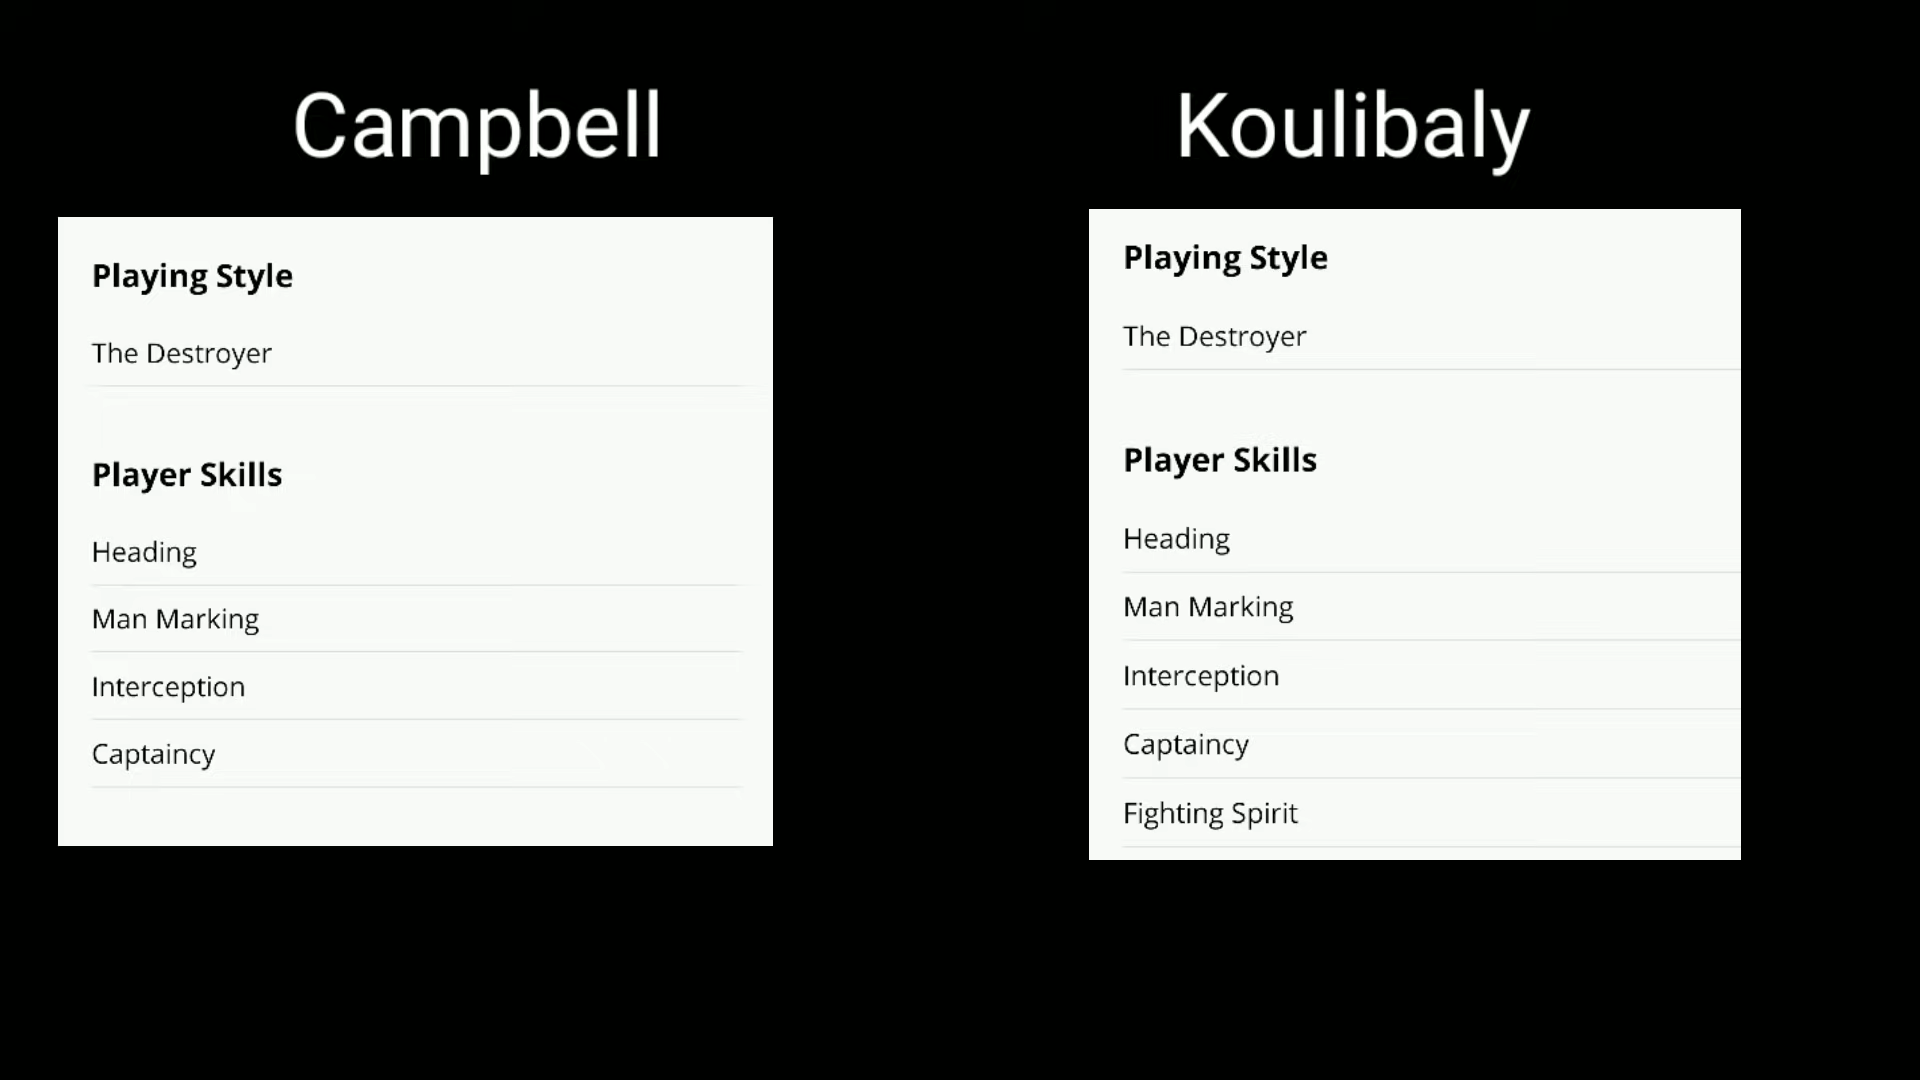 Campbell
Playing Style
The Destroyer
Player Skills
Heading
Man Marking
Interception
Captaincy
Koulibaly
Playing Style
The Destroyer
Player Skills
Heading
Man Marking
Interception
Captaincy
Fighting Spirit